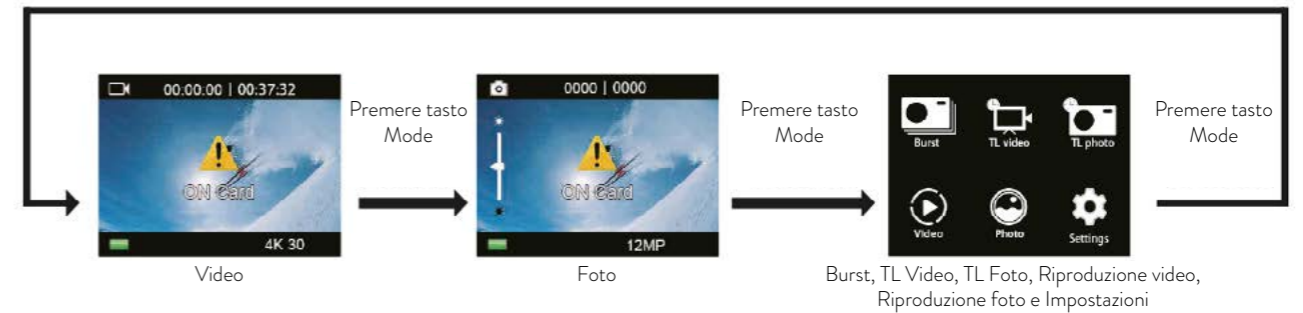 00:00:00 | 00:37:32
ON Card
4K 30
Video
Premere tasto
Mode
0000 | 0000
ON Card
12MP
Foto
Premere tasto
Mode
Burst
TL video
TL photo
Video
Photo
Settings
Burst, TL Video, TL Foto, Riproduzione video,
Riproduzione foto e Impostazioni
Premere tasto
Mode